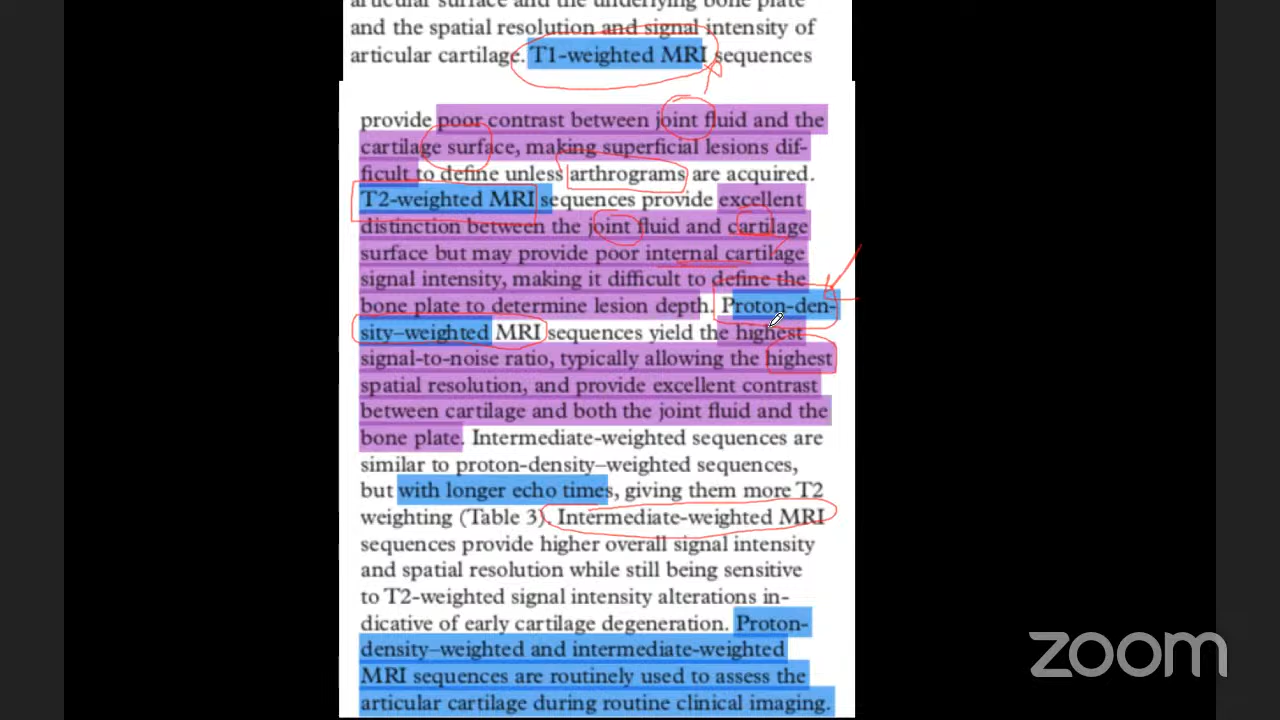 articular surface and the underlying bone plate
and the spatial resolution and signal intensity of
articular cartilage. T1-weighted MRI sequences
provide poor contrast between joint fluid and the
cartilage surface, making superficial lesions dif-
ficult to define unless arthrograms are acquired.
T2-weighted MRI sequences provide excellent
distinction between the joint fluid and cartilage
surface but may provide poor internal cartilage
signal intensity, making it difficult to define the
bone plate to determine lesion depth. Proton-den-
sity–weighted MRI sequences yield the highest
signal-to-noise ratio, typically allowing the highest
spatial resolution, and provide excellent contrast
between cartilage and both the joint fluid and the
bone plate. Intermediate-weighted sequences are
similar to proton-density–weighted sequences,
but with longer echo times, giving them more T2
weighting (Table 3). Intermediate-weighted MRI
sequences provide higher overall signal intensity
and spatial resolution while still being sensitive
to T2-weighted signal intensity alterations in-
dicative of early cartilage degeneration. Proton-
density–weighted and intermediate-weighted
MRI sequences are routinely used to assess the
articular cartilage during routine clinical imaging.
zoom